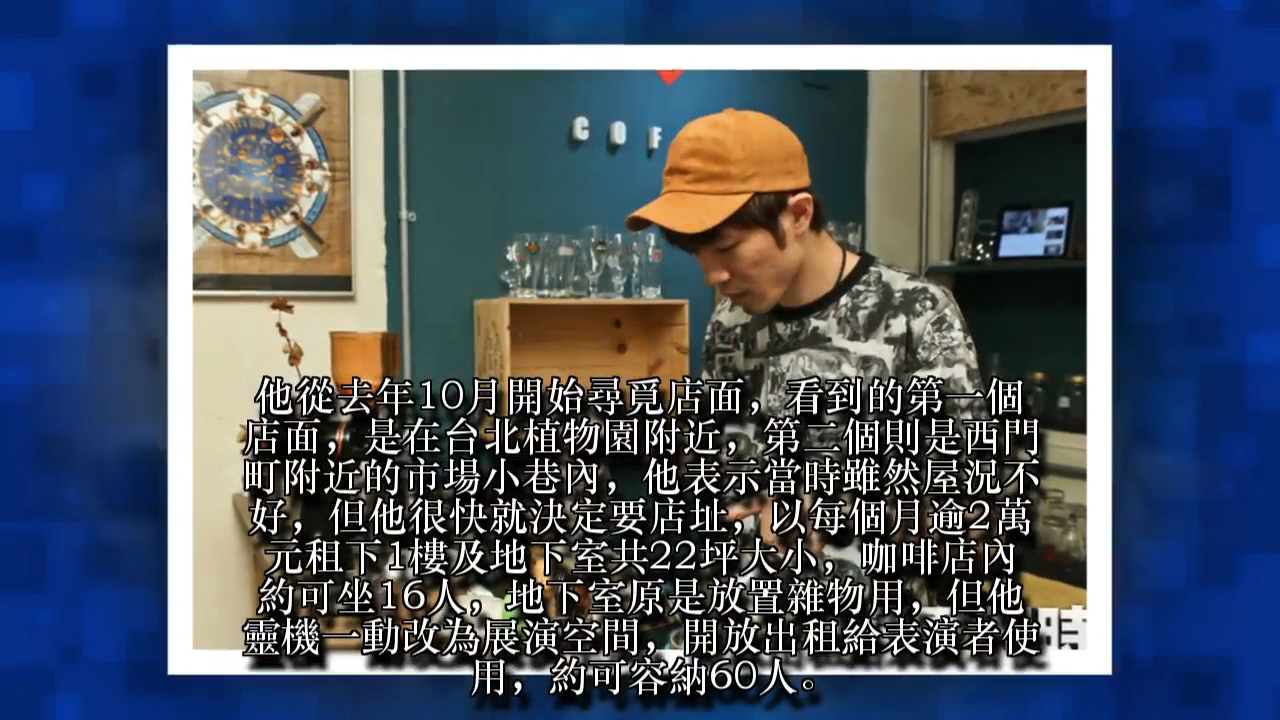 COF
他從去年10月開始尋覓店面，看到的第一個
店面，是在台北植物園附近，第二個則是西門
町附近的市場小巷內，他表示當時雖然屋況不
好，但他很快就決定要店址，以每個月逾2萬
元租下1樓及地下室共22坪大小，咖啡店內
約可坐16人，地下室原是放置雜物用，但他
靈機一動改為展演空間，開放出租給表演者使
用，約可容納60人。
時